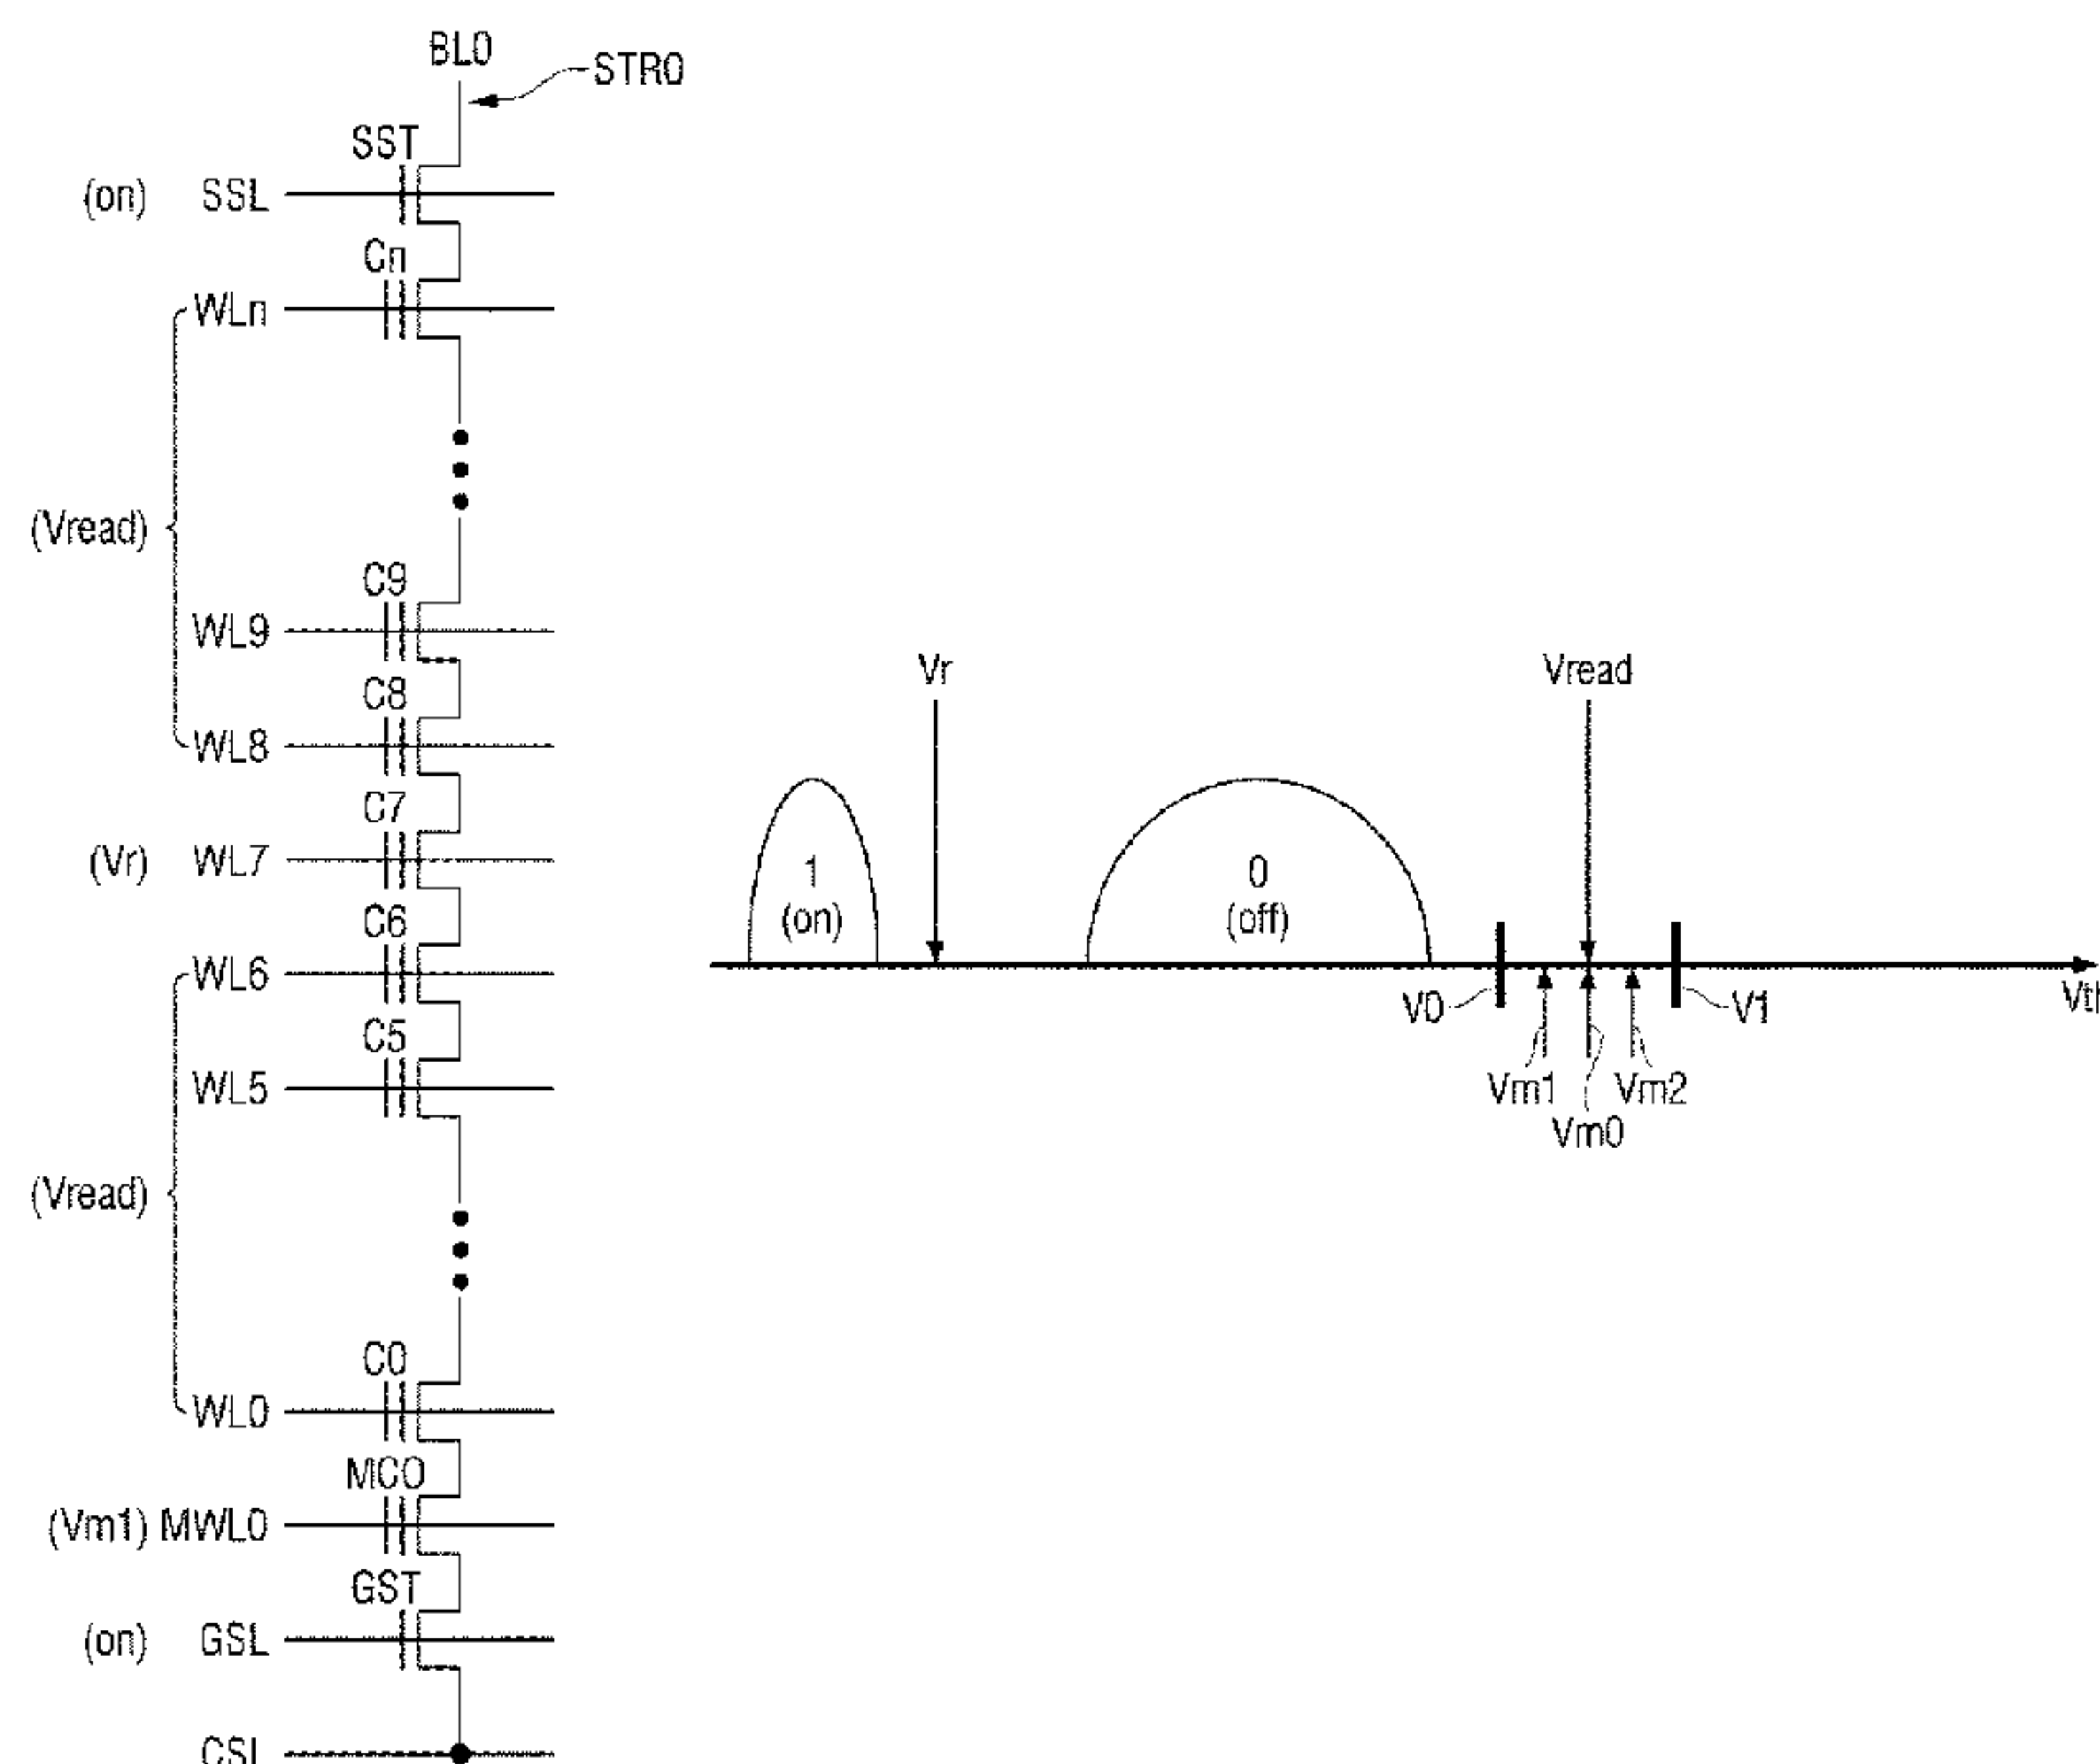 BL0
STR0
SST
(on) SSL
Cn
WLn
(Vread)
C9
WL9
C8
WL8
C7
(Vr) WL7
C6
WL6
C5
WL5
(Vread)
C0
WL0
MC0
(Vm1) MWL0
GST
(on) GSL
CSL
Vr
Vread
1
(on)
0
(off)
V0
V1
Vth
Vm1
Vm2
Vm0